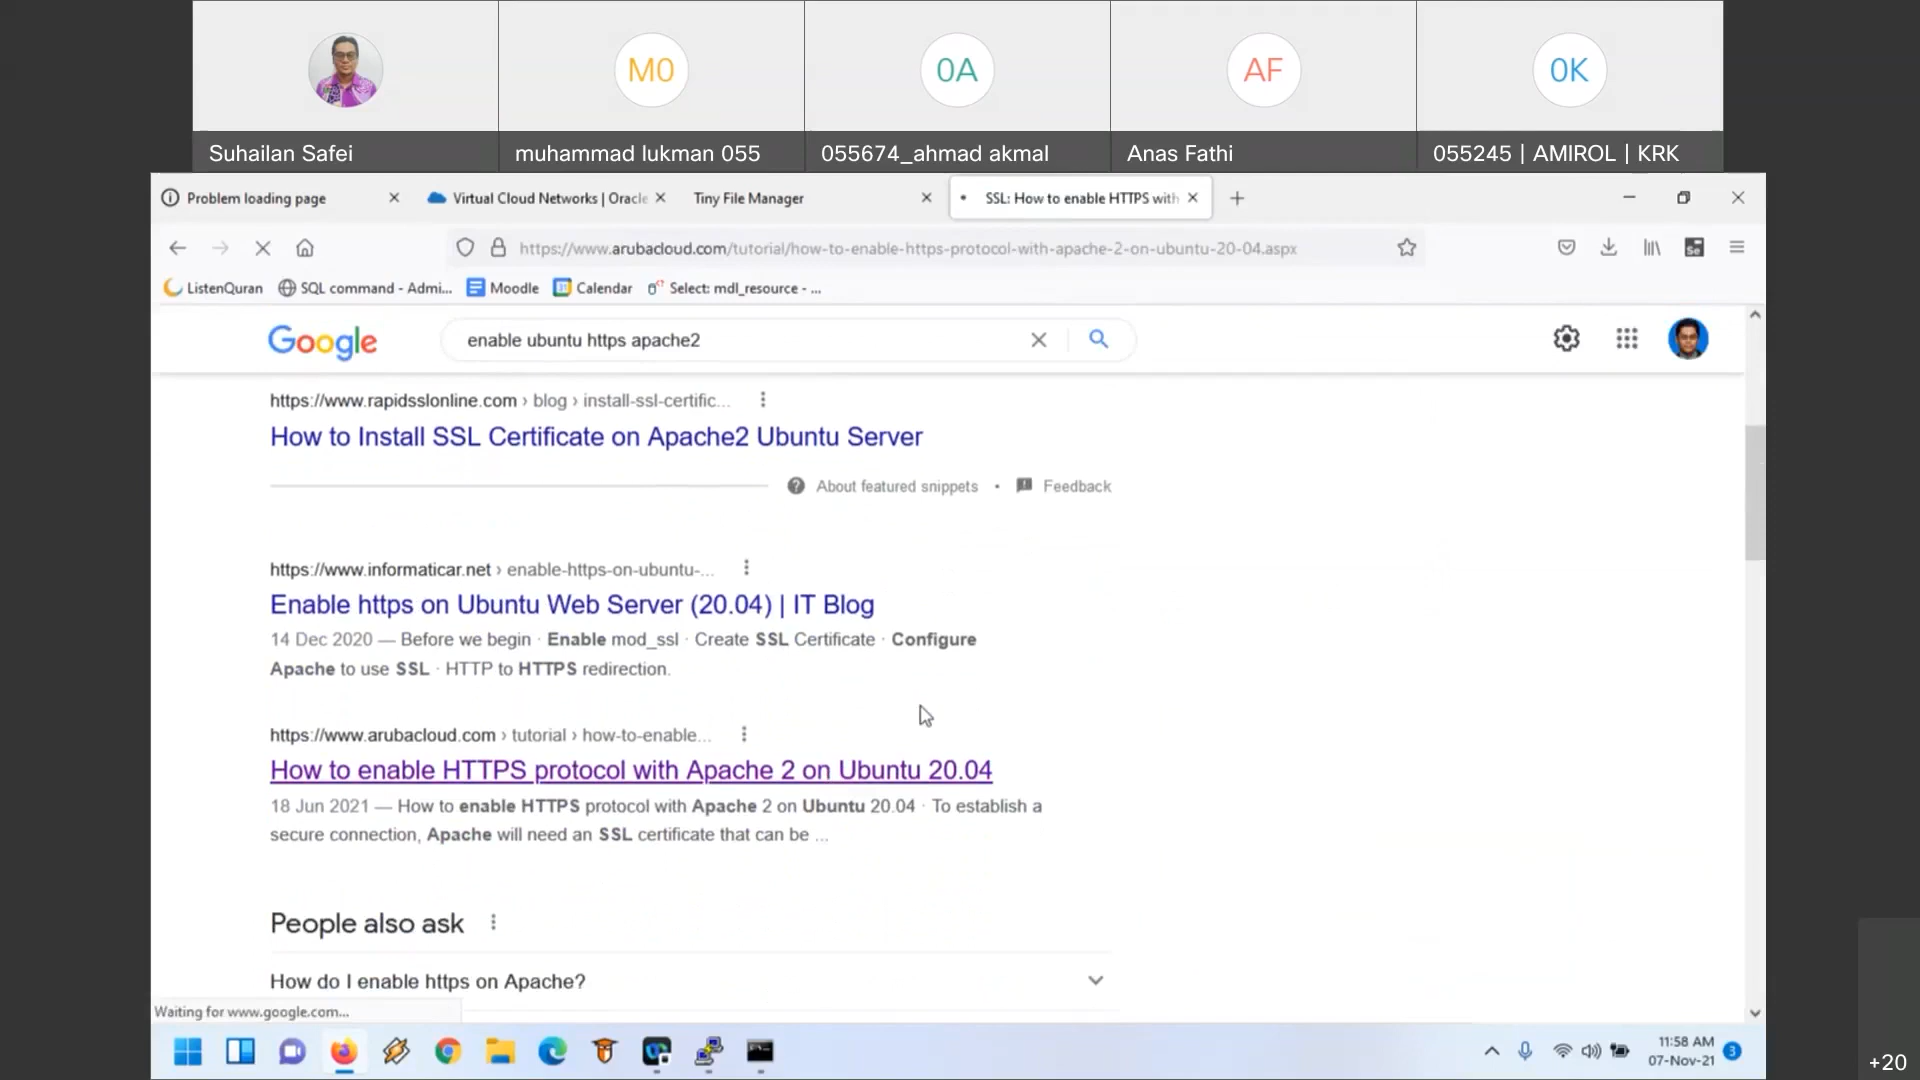 M0
0A
AF
0K
Suhailan Safei
muhammad lukman 055
055674_ahmad akmal
Anas Fathi
055245 | AMIROL | KRK
Problem loading page
Virtual Cloud Networks | Oracle
Tiny File Manager
SSL: How to enable HTTPS with
https://www.arubacloud.com/tutorial/how-to-enable-https-protocol-with-apache-2-on-ubuntu-20-04.aspx
Se
ListenQuran
SQL command - Admi...
Moodle
Calendar
Select: mdl_resource - ...
Google
enable ubuntu https apache2
https://www.rapidsslonline.com › blog › install-ssl-certific...
How to Install SSL Certificate on Apache2 Ubuntu Server
About featured snippets • Feedback
https://www.informaticar.net › enable-https-on-ubuntu-...
Enable https on Ubuntu Web Server (20.04) | IT Blog
14 Dec 2020 — Before we begin · Enable mod_ssl · Create SSL Certificate · Configure
Apache to use SSL · HTTP to HTTPS redirection.
https://www.arubacloud.com › tutorial › how-to-enable...
How to enable HTTPS protocol with Apache 2 on Ubuntu 20.04
18 Jun 2021 — How to enable HTTPS protocol with Apache 2 on Ubuntu 20.04 · To establish a
secure connection, Apache will need an SSL certificate that can be ...
People also ask
How do I enable https on Apache?
Waiting for www.google.com...
11:58 AM
07-Nov-21
3
+20